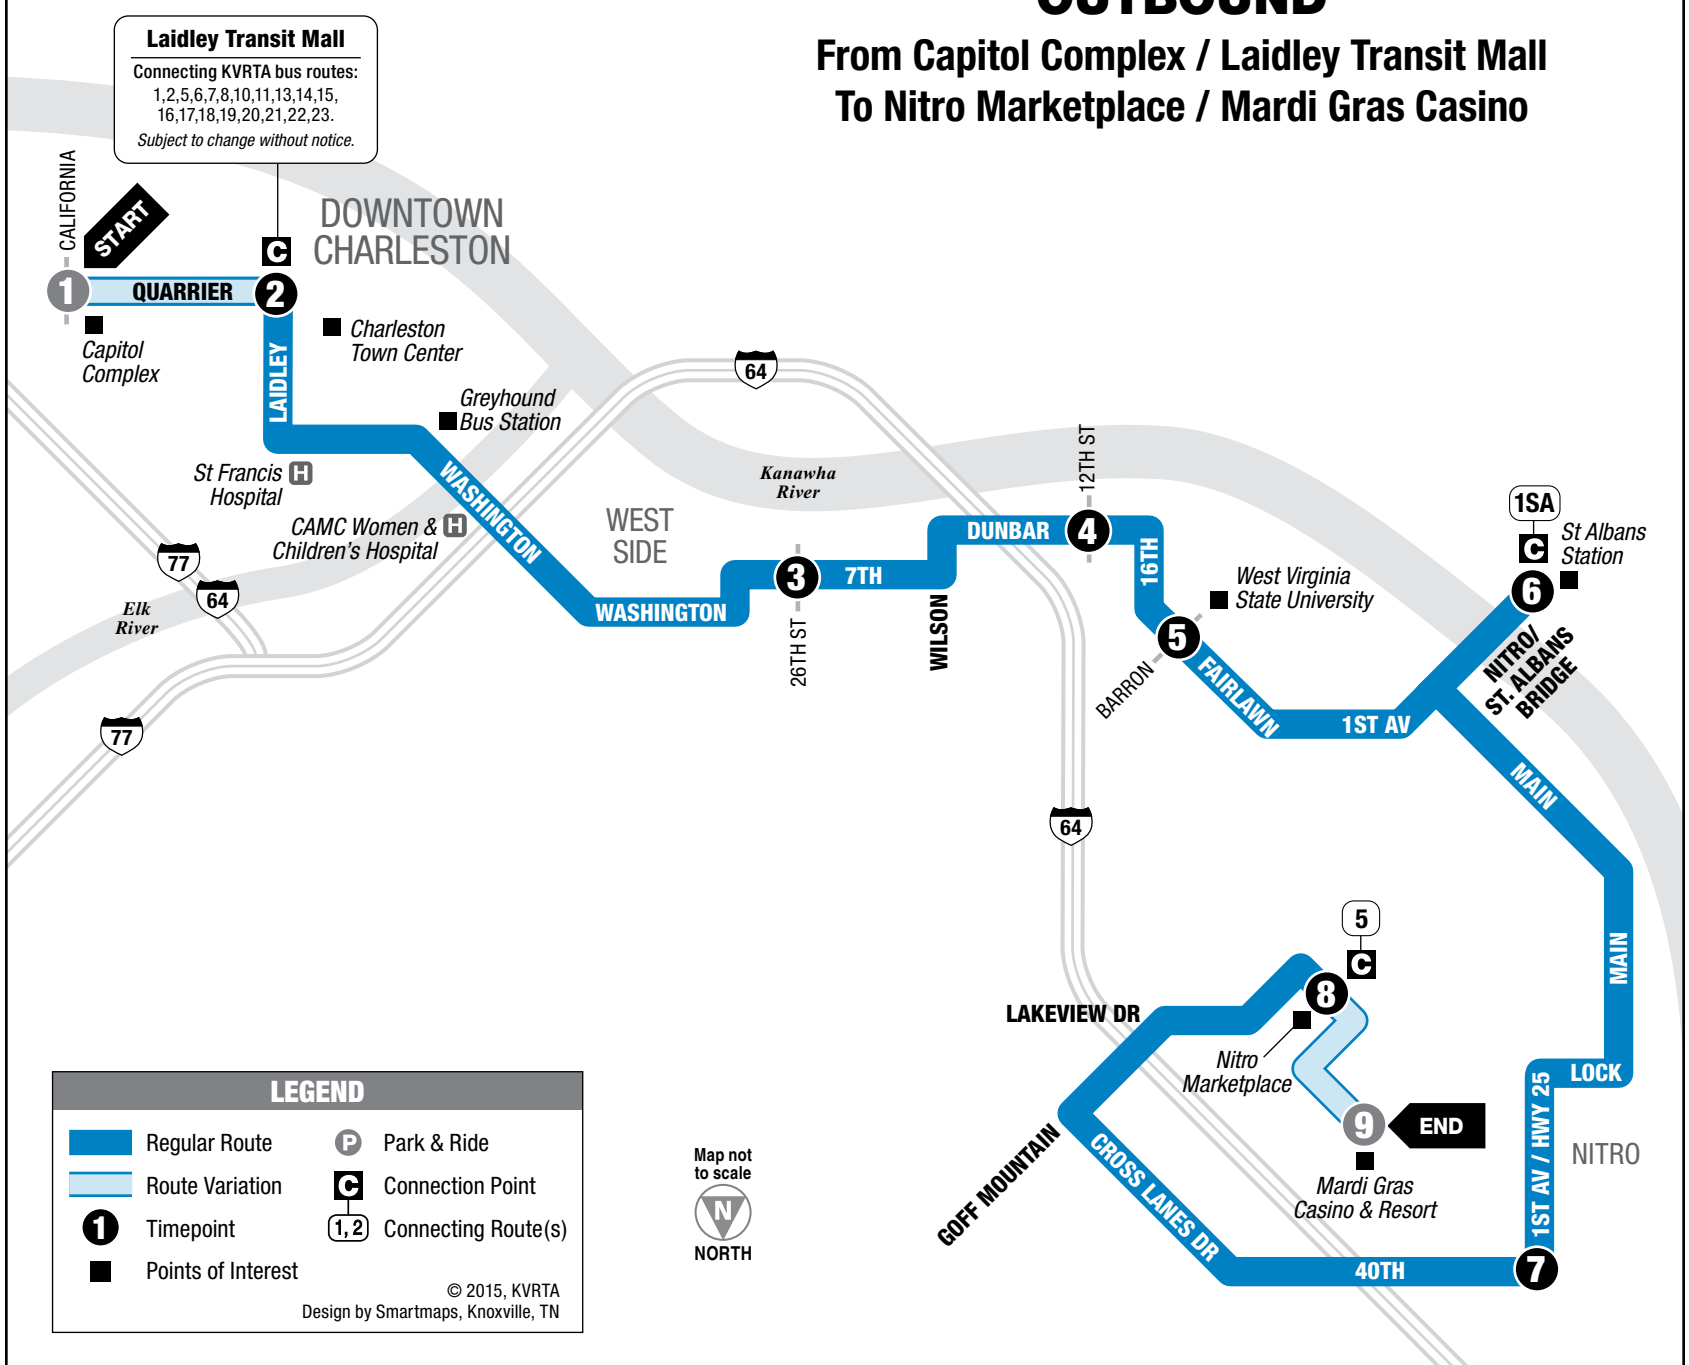 OUTBOUND
From Capitol Complex / Laidley Transit Mall
To Nitro Marketplace / Mardi Gras Casino
Laidley Transit Mall
Connecting KVRTA bus routes:
1,2,5,6,7,8,10,11,13,14,15,
16,17,18,19,20,21,22,23.
Subject to change without notice.
CALIFORNIA
START
C
DOWNTOWN
CHARLESTON
1
QUARRIER
2
Capitol
Complex
LAIDLEY
Charleston
Town Center
Greyhound
Bus Station
64
St Francis
Hospital
H
CAMC Women &
Children's Hospital
H
WASHINGTON
77
64
Elk
River
77
WEST
SIDE
Kanawha
River
WASHINGTON
3
7TH
26TH ST
WILSON
DUNBAR
12TH ST
4
16TH
West Virginia
State University
5
BARRON
FAIRLAWN
1ST AV
1SA
C
St Albans
Station
6
NITRO/
ST. ALBANS
BRIDGE
MAIN
64
MAIN
5
C
8
LAKEVIEW DR
Nitro
Marketplace
LOCK
1ST AV / HWY 25
NITRO
9
END
Mardi Gras
Casino & Resort
GOFF MOUNTAIN
CROSS LANES DR
40TH
7
LEGEND
Regular Route
P
Park & Ride
Route Variation
C
Connection Point
1
Timepoint
1, 2
Connecting Route(s)
Points of Interest
© 2015, KVRTA
Design by Smartmaps, Knoxville, TN
Map not
to scale
N
NORTH